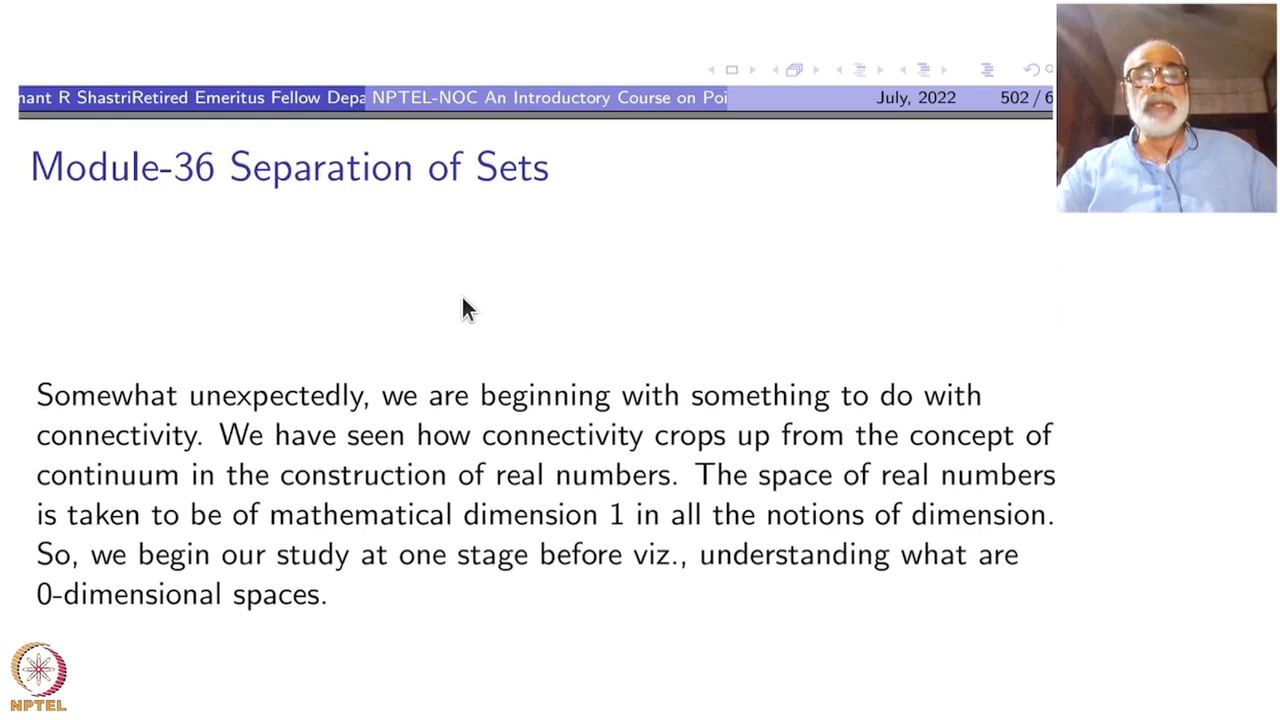 nant R ShastriRetired Emeritus Fellow Depa NPTEL-NOC An Introductory Course on Poi July, 2022 502 / 6
Module-36 Separation of Sets
Somewhat unexpectedly, we are beginning with something to do with
connectivity. We have seen how connectivity crops up from the concept of
continuum in the construction of real numbers. The space of real numbers
is taken to be of mathematical dimension 1 in all the notions of dimension.
So, we begin our study at one stage before viz., understanding what are
0-dimensional spaces.
NPTEL